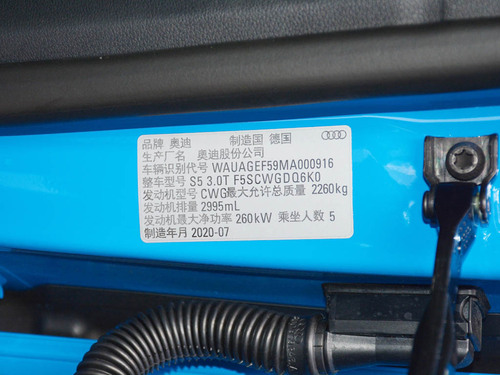 品牌 奥迪 制造国 德国
生产厂名 奥迪股份公司
车辆识别代号 WAUAGEF59MA000916
整车型号 S5 3.0T F5SCWGDQ6K0
发动机型号 CWG最大允许总质量 2260kg
发动机排量 2995mL
发动机最大净功率 260kW 乘坐人数 5
制造年月 2020-07